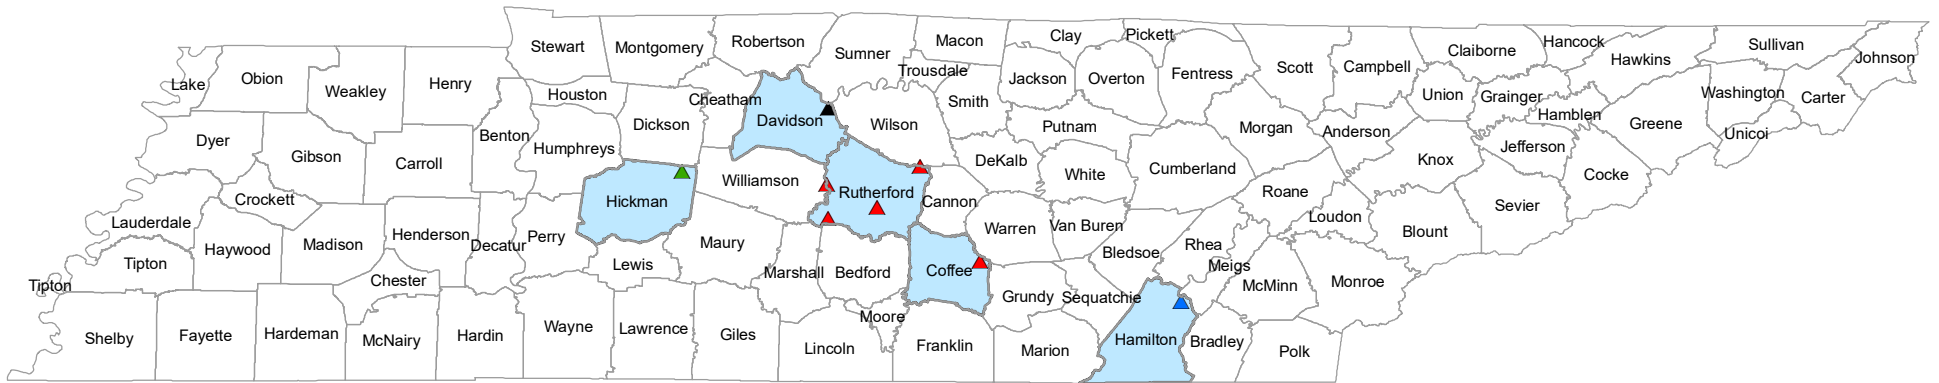 Lake
Obion
Weakley
Henry
Stewart
Montgomery
Robertson
Sumner
Macon
Trousdale
Clay
Pickett
Jackson
Overton
Fentress
Scott
Campbell
Claiborne
Hancock
Hawkins
Sullivan
Johnson
Houston
Cheatham
Smith
Union
Grainger
Hamblen
Washington
Carter
Dyer
Gibson
Carroll
Benton
Humphreys
Dickson
Davidson
Wilson
Putnam
Morgan
Anderson
Greene
Unicoi
Crockett
Hickman
Williamson
Rutherford
DeKalb
White
Cumberland
Roane
Knox
Jefferson
Cocke
Lauderdale
Haywood
Madison
Henderson
Decatur
Perry
Maury
Cannon
Warren
Van Buren
Loudon
Blount
Sevier
Tipton
Tipton
Chester
Lewis
Marshall
Bedford
Coffee
Bledsoe
Rhea
Meigs
McMinn
Monroe
Grundy
Sequatchie
Shelby
Fayette
Hardeman
McNairy
Hardin
Wayne
Lawrence
Giles
Moore
Lincoln
Franklin
Marion
Hamilton
Bradley
Polk